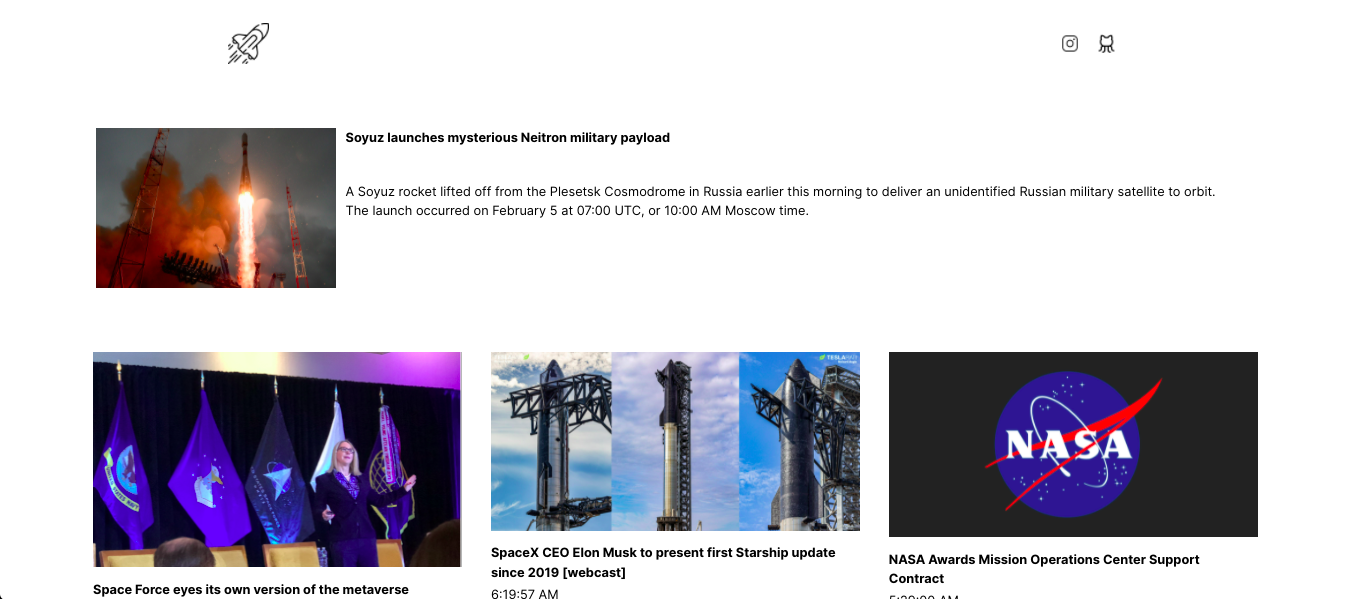 Soyuz launches mysterious Neitron military payload
A Soyuz rocket lifted off from the Plesetsk Cosmodrome in Russia earlier this morning to deliver an unidentified Russian military satellite to orbit.
The launch occurred on February 5 at 07:00 UTC, or 10:00 AM Moscow time.
Space Force eyes its own version of the metaverse
SpaceX CEO Elon Musk to present first Starship update
since 2019 [webcast]
6:19:57 AM
NASA
NASA Awards Mission Operations Center Support
Contract